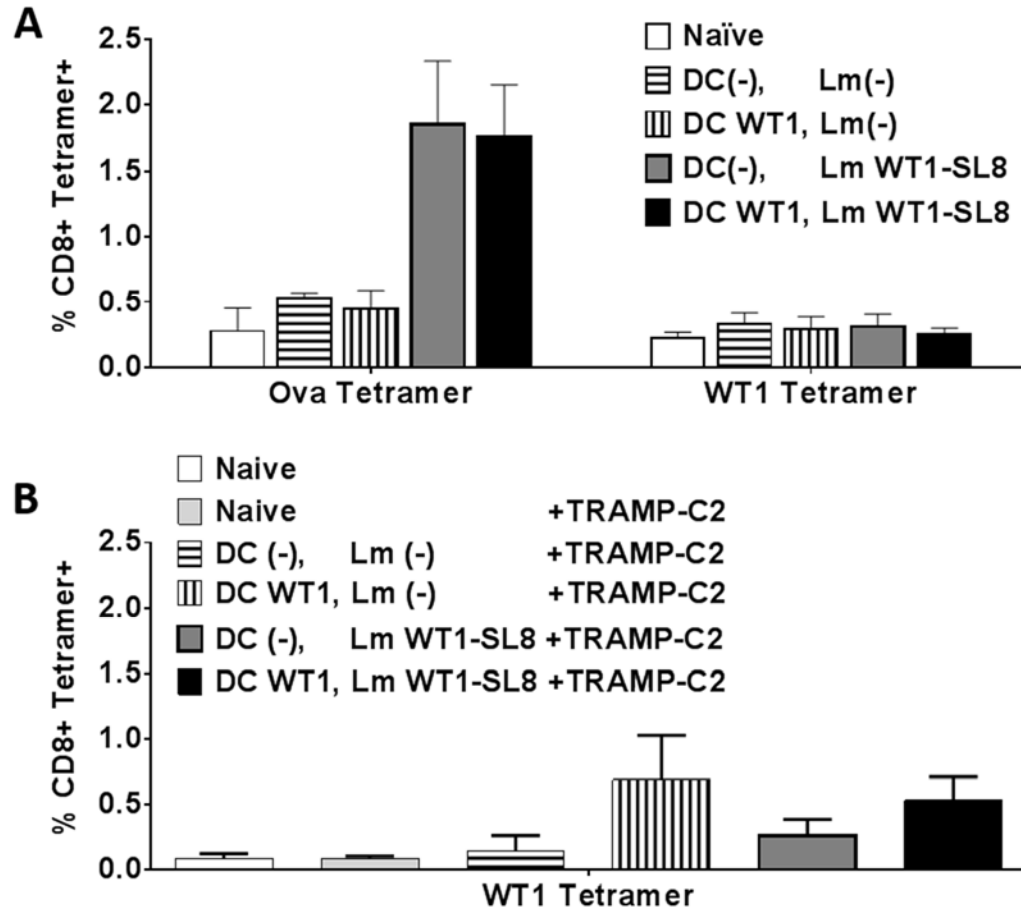 A
% CD8+ Tetramer+
2.5
2.0
1.5
1.0
0.5
0.0
Naïve
DC(-), Lm(-)
DC WT1, Lm(-)
DC(-), Lm WT1-SL8
DC WT1, Lm WT1-SL8
Ova Tetramer
WT1 Tetramer
B
% CD8+ Tetramer+
2.5
2.0
1.5
1.0
0.5
0.0
Naive
Naive +TRAMP-C2
DC (-), Lm (-) +TRAMP-C2
DC WT1, Lm (-) +TRAMP-C2
DC (-), Lm WT1-SL8 +TRAMP-C2
DC WT1, Lm WT1-SL8 +TRAMP-C2
WT1 Tetramer